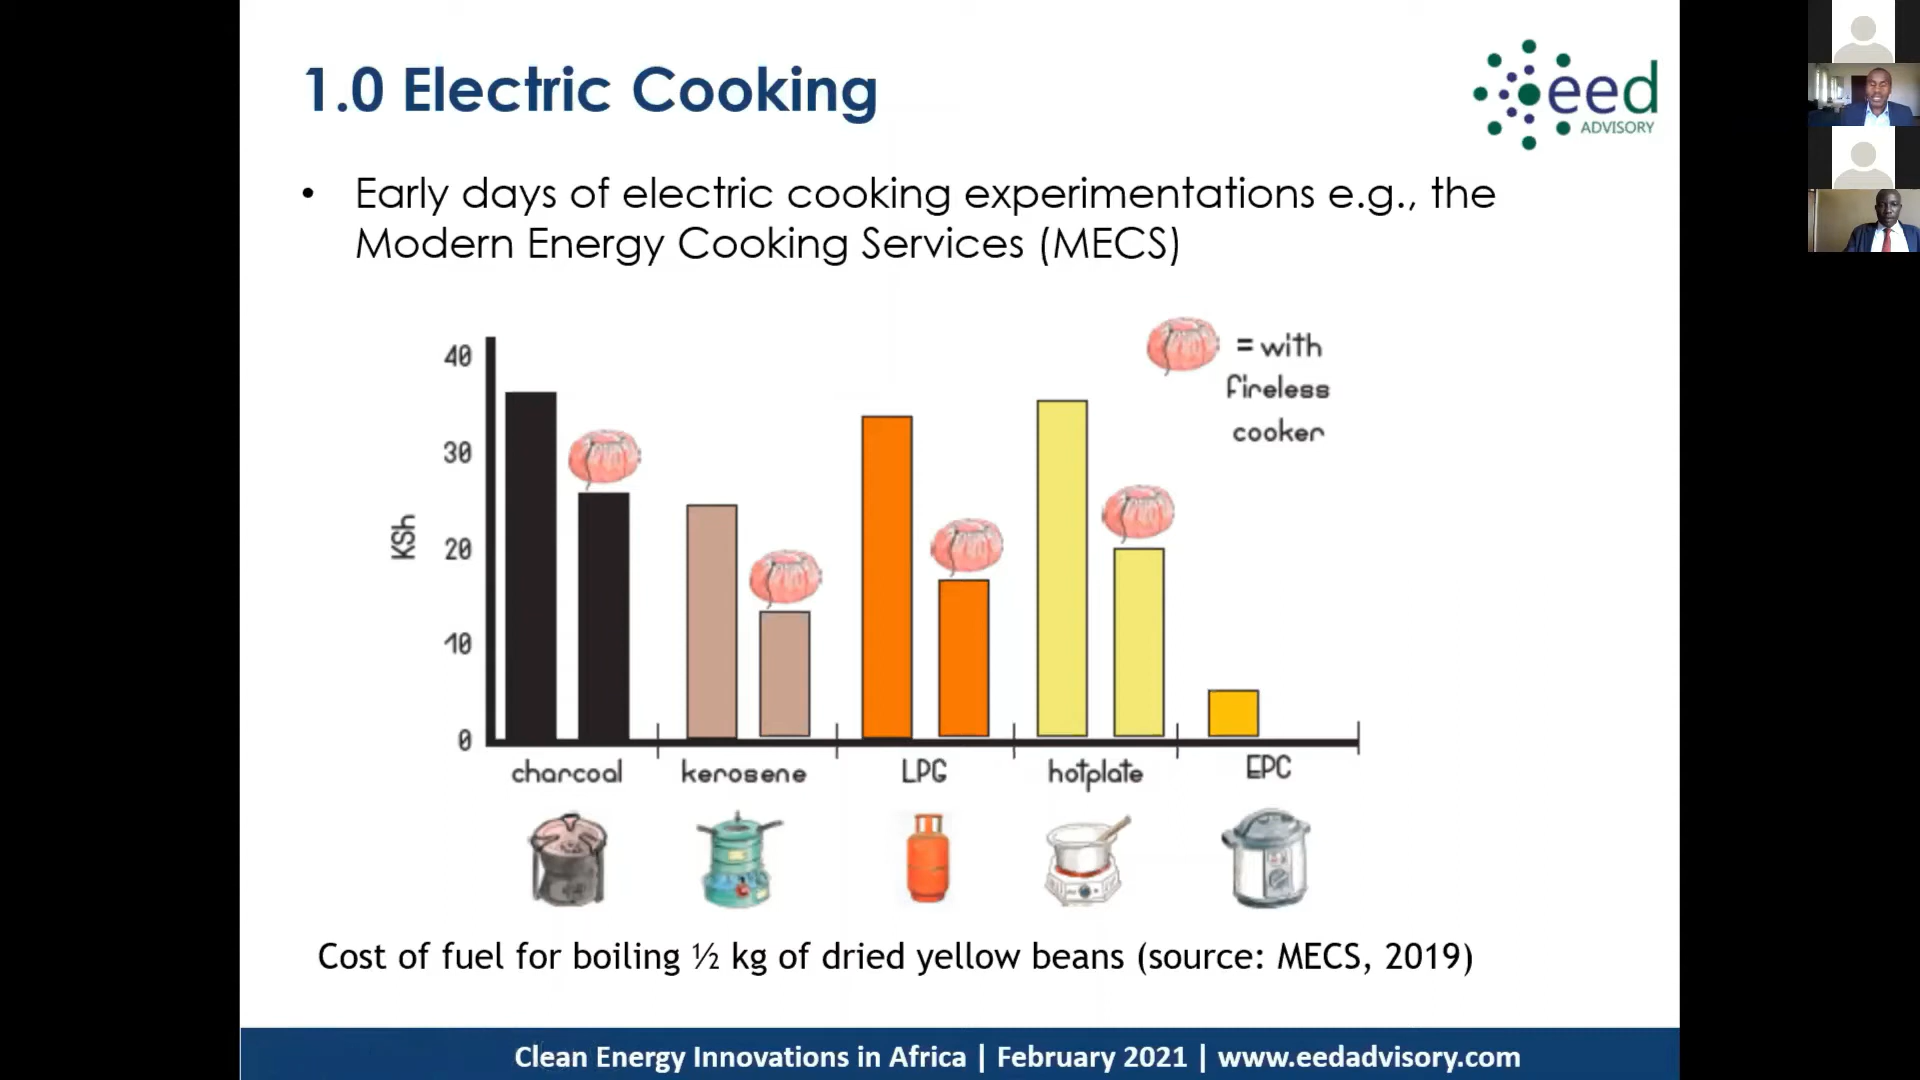 1.0 Electric Cooking
eed
ADVISORY
• Early days of electric cooking experimentations e.g., the
Modern Energy Cooking Services (MECS)
= with
fireless
cooker
KSh
40
30
20
10
0
charcoal kerosene LPG hotplate EPC
Cost of fuel for boiling ½ kg of dried yellow beans (source: MECS, 2019)
Clean Energy Innovations in Africa | February 2021 | www.eedadvisory.com